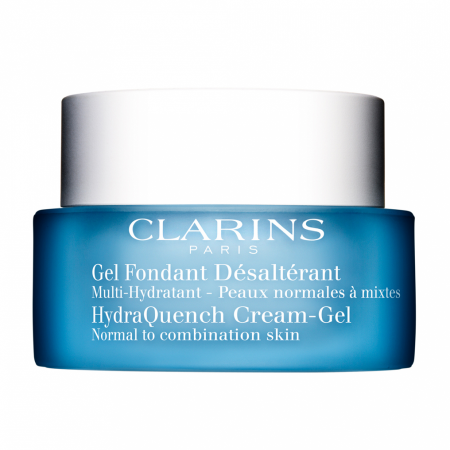 CLARINS
PARIS
Gel Fondant Désaltérant
Multi-Hydratant - Peaux normales à mixtes
HydraQuench Cream-Gel
Normal to combination skin